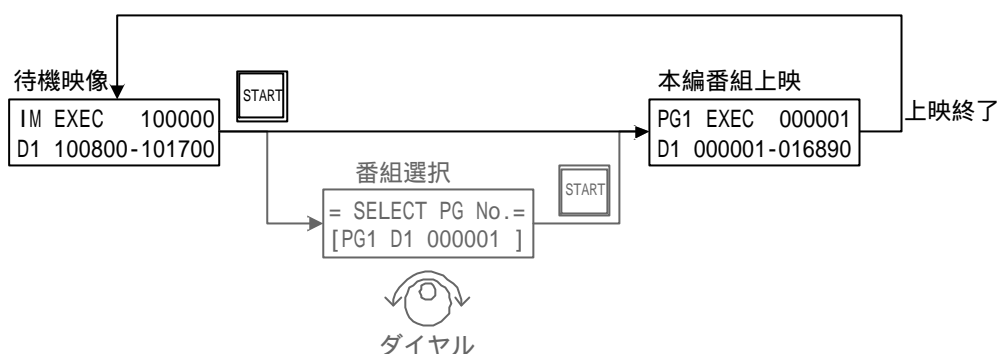 待機映像
START
本編番組上映
IM EXEC 100000
D1 100800-101700
PG1 EXEC 000001
D1 000001-016890
上映終了
番組選択
START
= SELECT PG No.=
[PG1 D1 000001 ]
ダイヤル